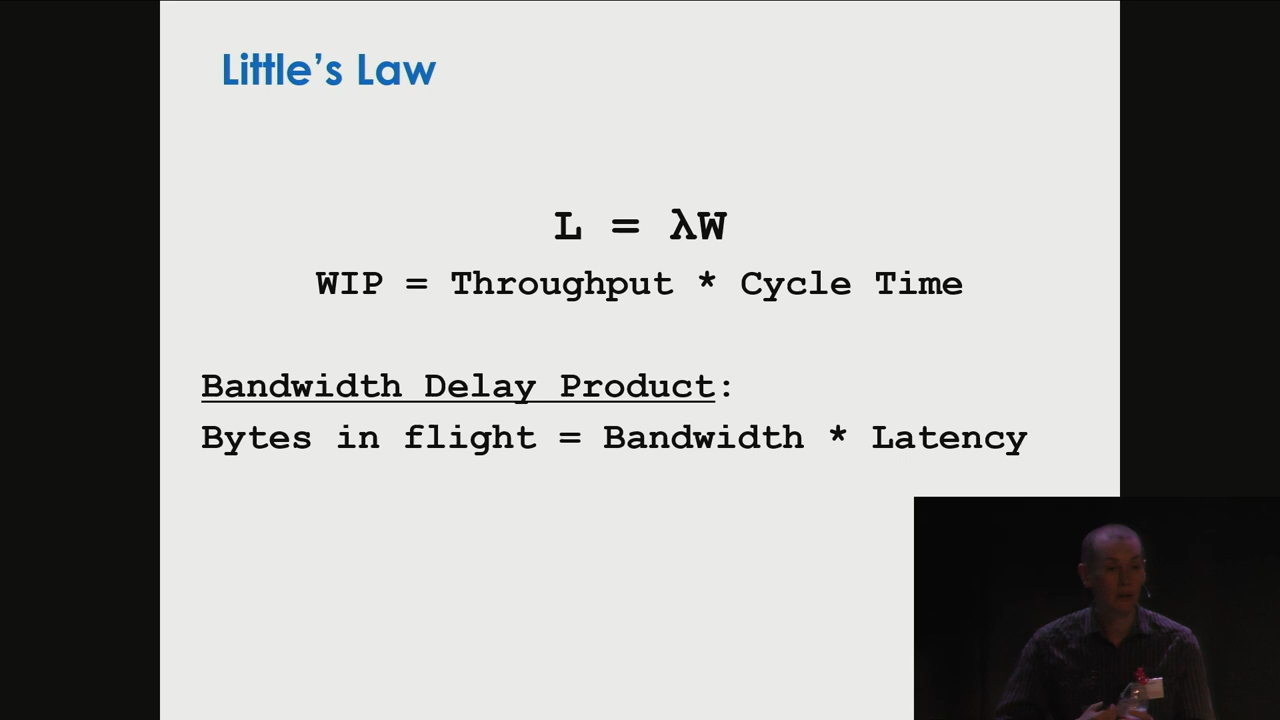 Little’s Law
L = λW
WIP = Throughput * Cycle Time
Bandwidth Delay Product:
Bytes in flight = Bandwidth * Latency